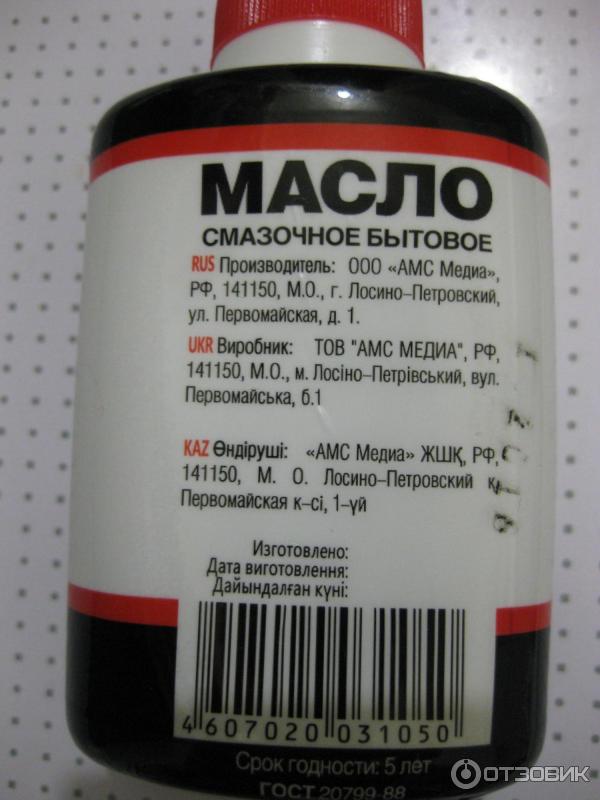 МАСЛО
СМАЗОЧНОЕ БЫТОВОЕ
RUS Производитель: ООО «АМС Медиа»,
РФ, 141150, М.О., г. Лосино–Петровский,
ул. Первомайская, д. 1.
UKR Виробник: ТОВ "АМС МЕДИА", РФ,
141150, М.О., м. Лосіно–Петрівський, вул.
Первомайська, б.1
KAZ Өндіруші: «АМС Медиа» ЖШҚ, РФ,
141150, М. О. Лосино–Петровский қ,
Первомайская к–сі, 1–үй
Изготовлено:
Дата виготовлення:
Дайындалған күні:
4 607020 031050
Срок годности: 5 лет
ГОСТ 20799-88
ОТЗОВИК